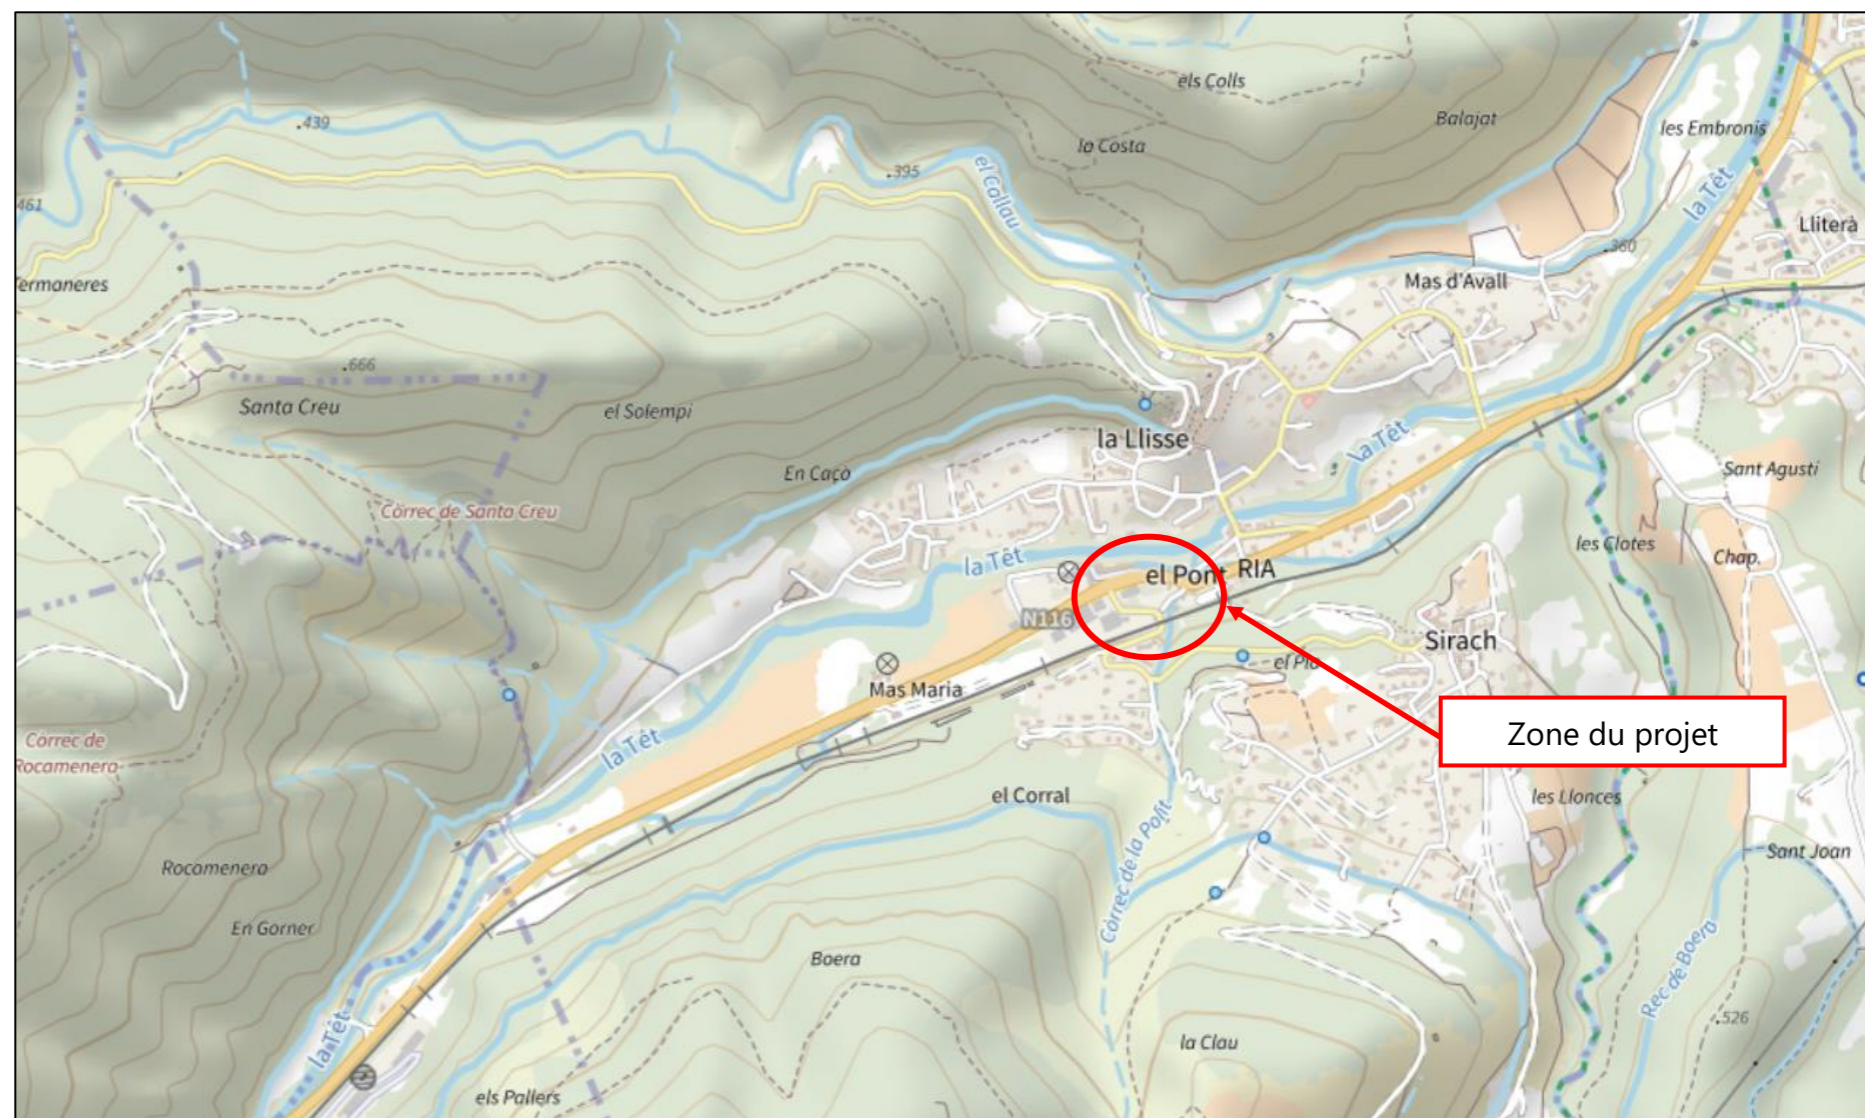 els Colls
.439
Balajat
les Embronis
la Costa
.395
el Callau
la Têt
461
Lliterà
.360
ermaneres
Mas d'Avall
.666
Santa Creu
el Solempi
la Llisse
la Têt
En Caçò
Sant Agusti
Còrrec de Santa Creu
les Clotes
Chap.
la Têt
el Pont
RIA
N116
Sirach
el Pla
Mas Maria
Zone du projet
Còrrec de
Rocamenera
la Têt
el Corral
les Llonces
Còrrec de la Pont
Sant Joan
Rocamenera
En Gorner
Boera
Rec de Boera
.526
la Têt
la Clau
els Pallers